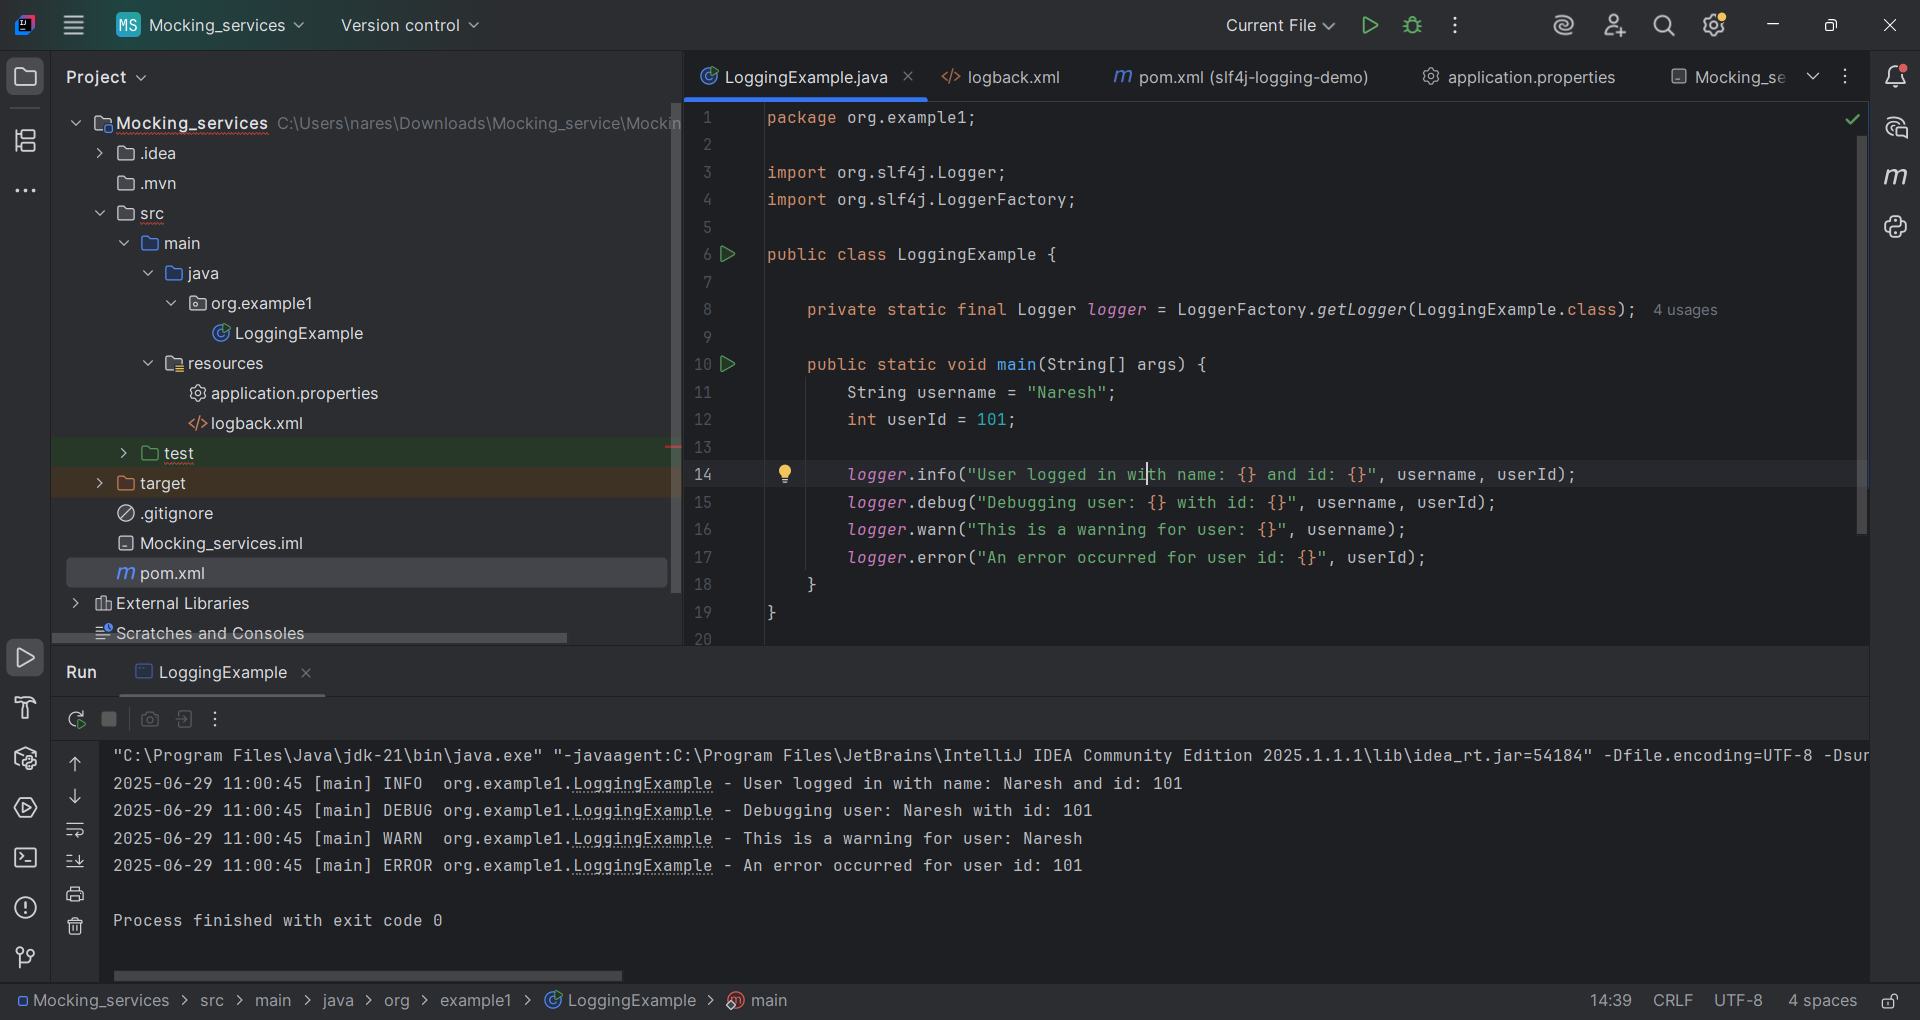 MS Mocking_services Version control Current File
Project
LoggingExample.java logback.xml pom.xml (slf4j-logging-demo) application.properties Mocking_se
Mocking_services C:\Users\nares\Downloads\Mocking_service\Mockin
.idea
.mvn
src
main
java
org.example1
LoggingExample
resources
application.properties
logback.xml
test
target
.gitignore
Mocking_services.iml
m pom.xml
External Libraries
Scratches and Consoles
1 package org.example1;
2
3 import org.slf4j.Logger;
4 import org.slf4j.LoggerFactory;
5
6 public class LoggingExample {
7
8 private static final Logger logger = LoggerFactory.getLogger(LoggingExample.class); 4 usages
9
10 public static void main(String[] args) {
11 String username = "Naresh";
12 int userId = 101;
13
14 logger.info("User logged in with name: {} and id: {}", username, userId);
15 logger.debug("Debugging user: {} with id: {}", username, userId);
16 logger.warn("This is a warning for user: {}", username);
17 logger.error("An error occurred for user id: {}", userId);
18 }
19 }
20
Run LoggingExample
"C:\Program Files\Java\jdk-21\bin\java.exe" "-javaagent:C:\Program Files\JetBrains\IntelliJ IDEA Community Edition 2025.1.1.1\lib\idea_rt.jar=54184" -Dfile.encoding=UTF-8 -Dsur
2025-06-29 11:00:45 [main] INFO  org.example1.LoggingExample - User logged in with name: Naresh and id: 101
2025-06-29 11:00:45 [main] DEBUG org.example1.LoggingExample - Debugging user: Naresh with id: 101
2025-06-29 11:00:45 [main] WARN  org.example1.LoggingExample - This is a warning for user: Naresh
2025-06-29 11:00:45 [main] ERROR org.example1.LoggingExample - An error occurred for user id: 101
Process finished with exit code 0
Mocking_services > src > main > java > org > example1 > LoggingExample > main 14:39 CRLF UTF-8 4 spaces